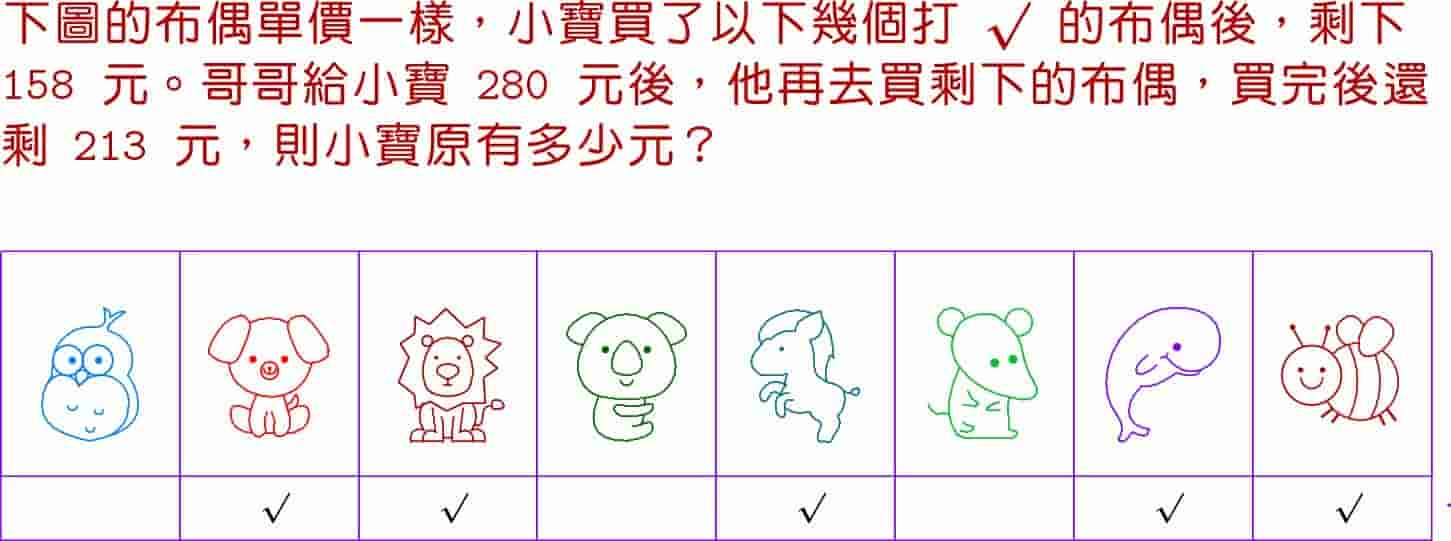 下圖的布偶單價一樣，小寶買了以下幾個打 √ 的布偶後，剩下
158 元。哥哥給小寶 280 元後，他再去買剩下的布偶，買完後還
剩 213 元，則小寶原有多少元？
√ √ √ √ √